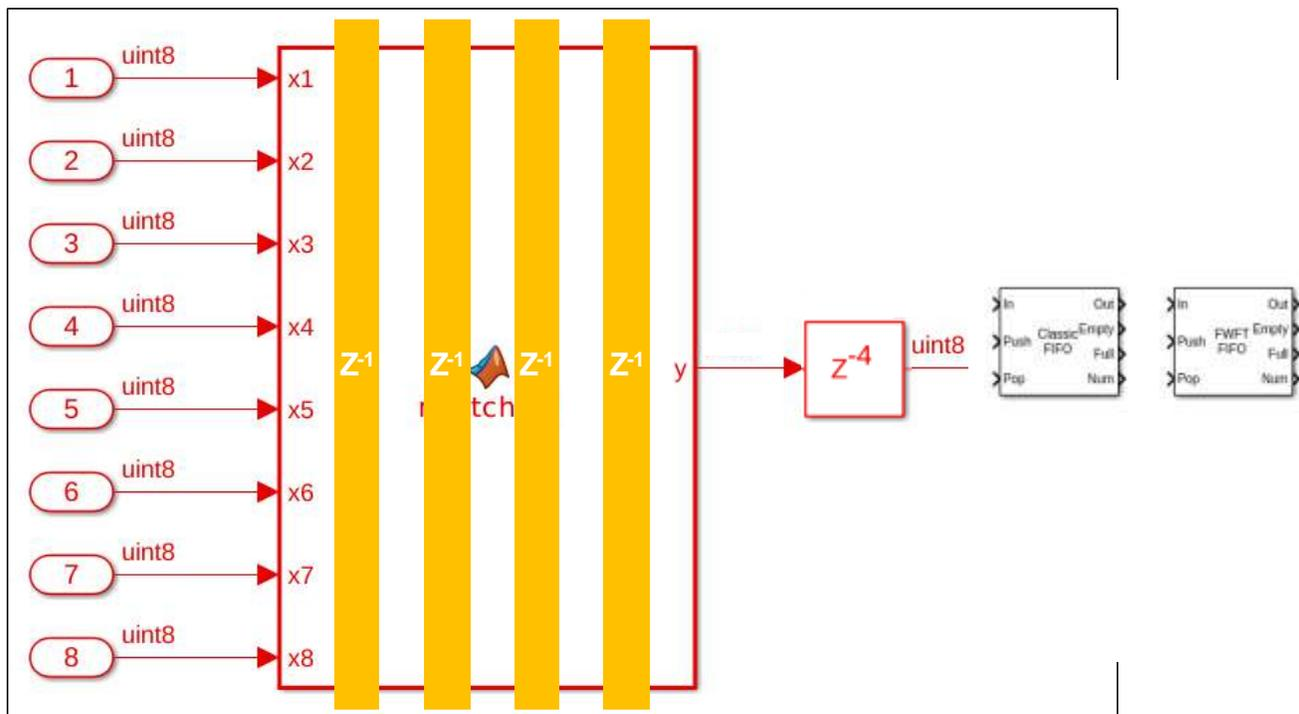 1
uint8
x1
2
uint8
x2
3
uint8
x3
4
uint8
x4
5
uint8
x5
6
uint8
x6
7
uint8
x7
8
uint8
x8
Z-1
Z-1
Z-1
Z-1
y
z-4
uint8
In
Push
Pop
Classic
FIFO
Out
Empty
Full
Num
In
Push
Pop
FWFT
FIFO
Out
Empty
Full
Num